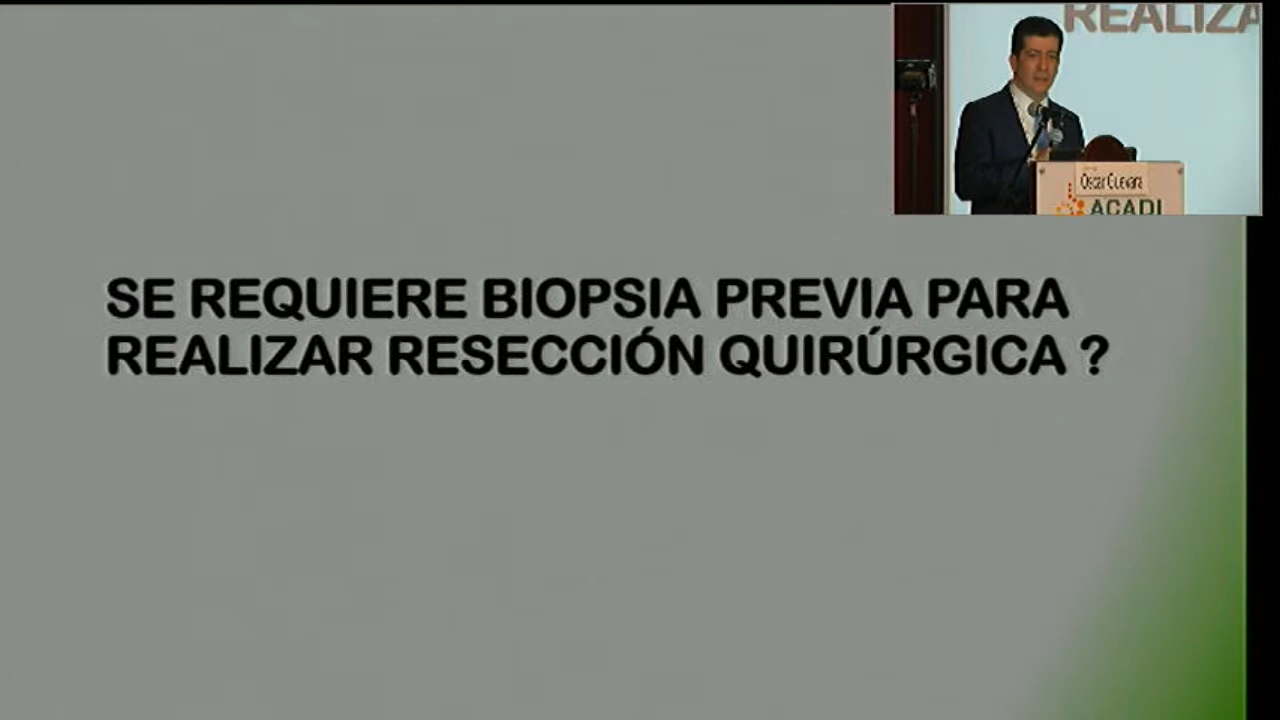 REALIZA
Oscar Guevara
ACADI
SE REQUIERE BIOPSIA PREVIA PARA
REALIZAR RESECCIÓN QUIRÚRGICA ?